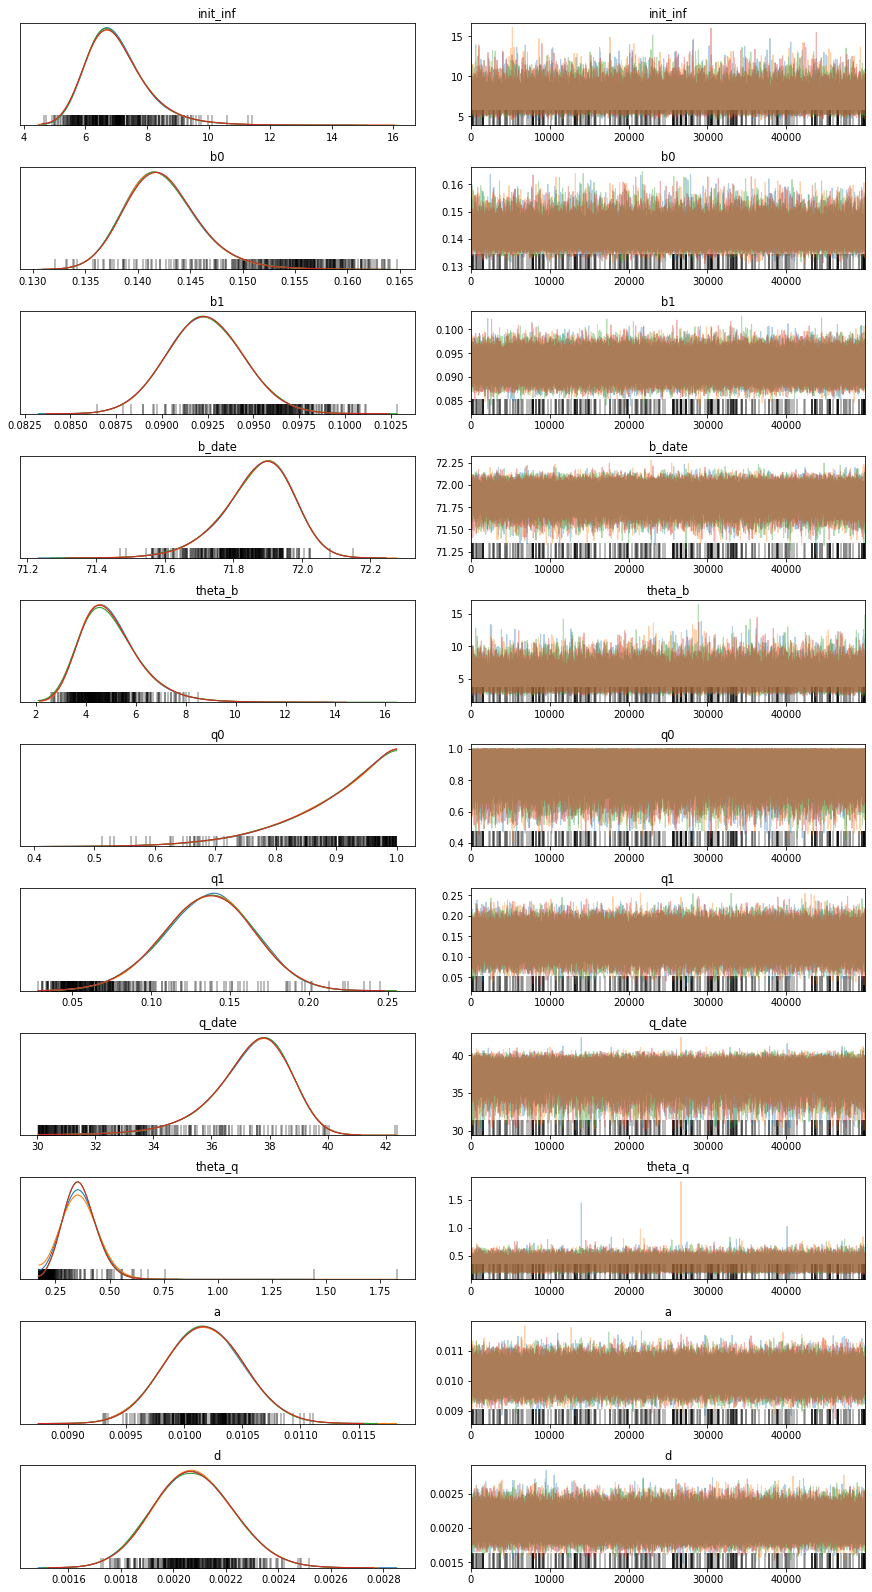 init_inf init_inf
15
10
5
4 6 8 10 12 14 16 0 10000 20000 30000 40000
b0 b0
0.16
0.15
0.14
0.13
0.130 0.135 0.140 0.145 0.150 0.155 0.160 0.165 0 10000 20000 30000 40000
b1 b1
0.100
0.095
0.090
0.085
0.0825 0.0850 0.0875 0.0900 0.0925 0.0950 0.0975 0.1000 0.1025 0 10000 20000 30000 40000
b_date b_date
72.25
72.00
71.75
71.50
71.25
71.2 71.4 71.6 71.8 72.0 72.2 0 10000 20000 30000 40000
theta_b theta_b
15
10
5
2 4 6 8 10 12 14 16 0 10000 20000 30000 40000
q0 q0
1.0
0.8
0.6
0.4
0.4 0.5 0.6 0.7 0.8 0.9 1.0 0 10000 20000 30000 40000
q1 q1
0.25
0.20
0.15
0.10
0.05
0.05 0.10 0.15 0.20 0.25 0 10000 20000 30000 40000
q_date q_date
40
35
30
30 32 34 36 38 40 42 0 10000 20000 30000 40000
theta_q theta_q
1.5
1.0
0.5
0.25 0.50 0.75 1.00 1.25 1.50 1.75 0 10000 20000 30000 40000
a a
0.011
0.010
0.009
0.0090 0.0095 0.0100 0.0105 0.0110 0.0115 0 10000 20000 30000 40000
d d
0.0025
0.0020
0.0015
0.0016 0.0018 0.0020 0.0022 0.0024 0.0026 0.0028 0 10000 20000 30000 40000